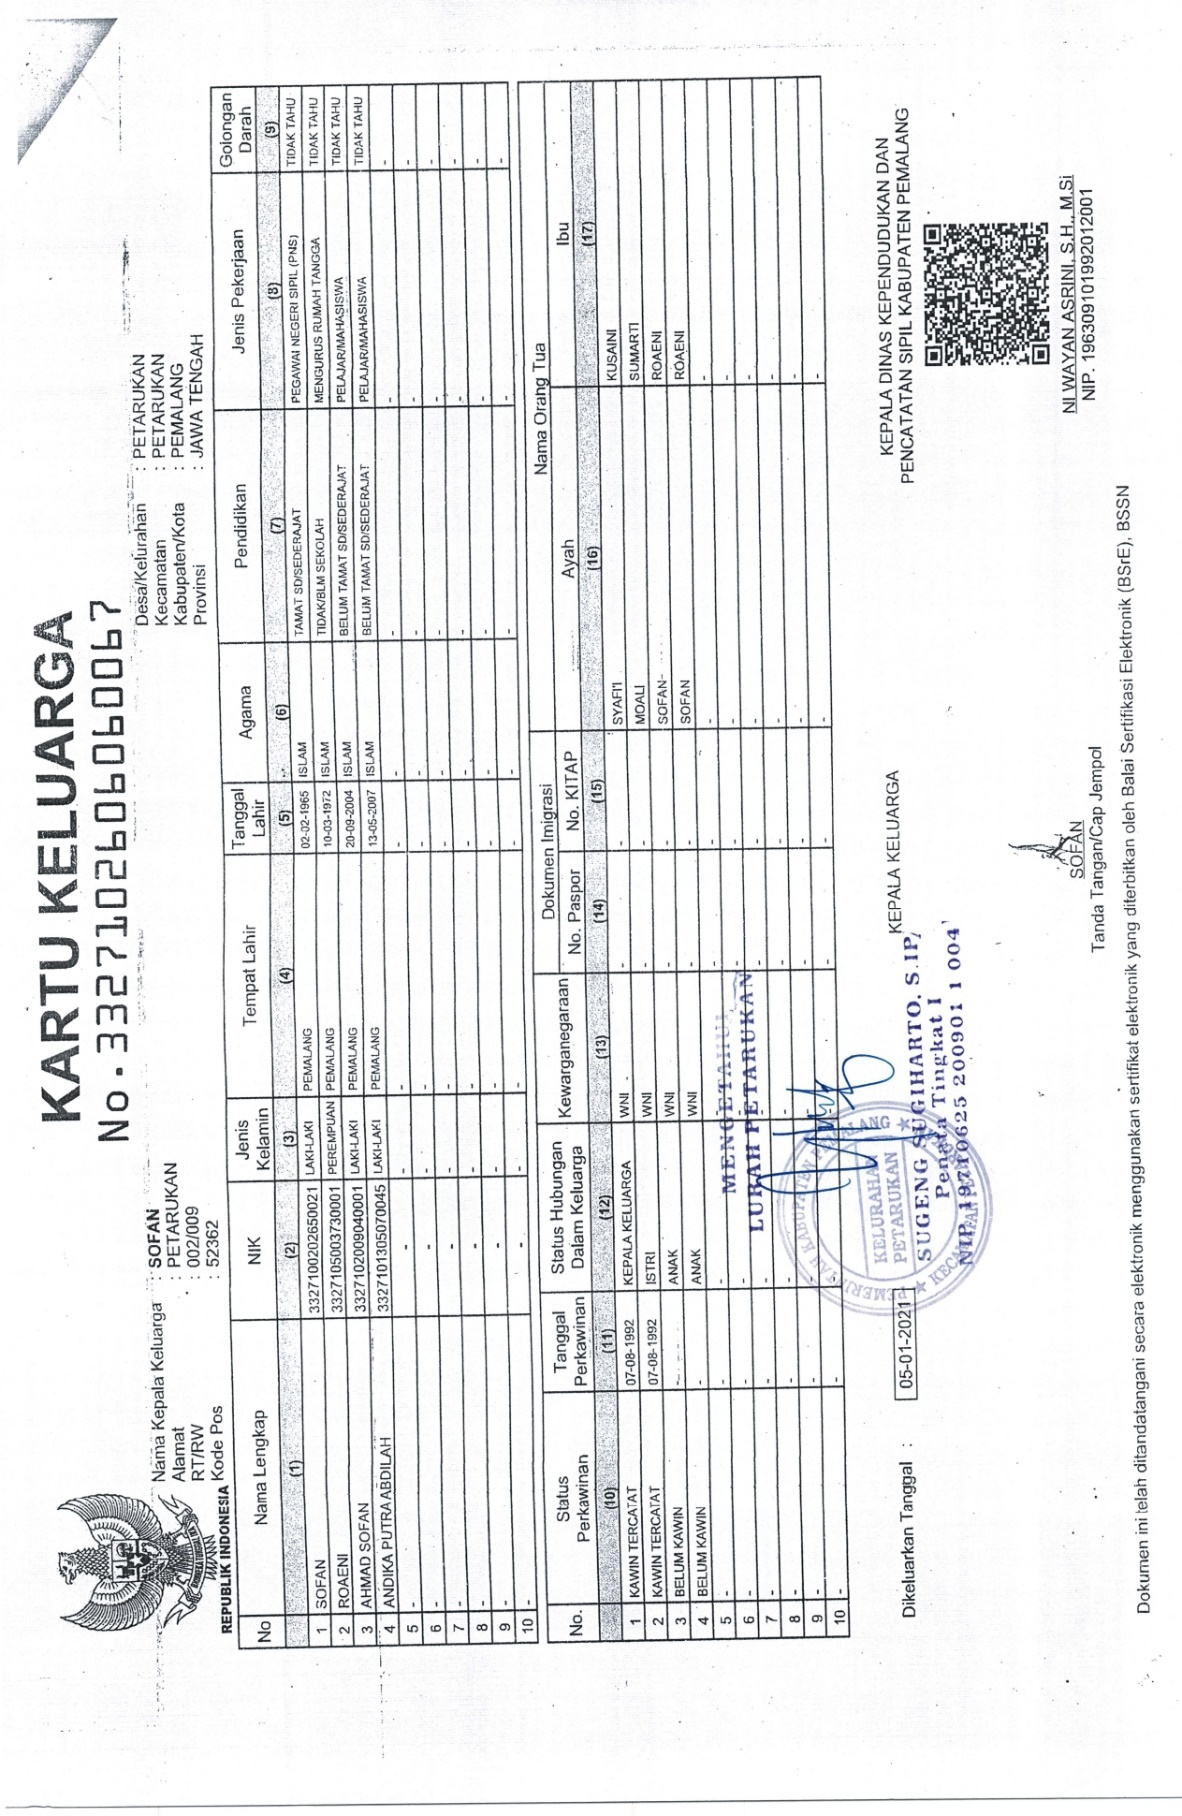 KARTU KELUARGA
No. 3327102606060067
REPUBLIK INDONESIA
Nama Kepala Keluarga : SOFAN
Alamat : PETARUKAN
RT/RW : 002/009
Kode Pos : 52362
Desa/Kelurahan : PETARUKAN
Kecamatan : PETARUKAN
Kabupaten/Kota : PEMALANG
Provinsi : JAWA TENGAH
No Nama Lengkap NIK Jenis Kelamin Tempat Lahir Tanggal Lahir Agama Pendidikan Jenis Pekerjaan Golongan Darah
(1) (2) (3) (4) (5) (6) (7) (8) (9)
1 SOFAN 3327100202650021 LAKI-LAKI PEMALANG 02-02-1965 ISLAM TAMAT SD/SEDERAJAT PEGAWAI NEGERI SIPIL (PNS) TIDAK TAHU
2 ROAENI 3327105003730001 PEREMPUAN PEMALANG 10-03-1972 ISLAM TIDAK/BLM SEKOLAH MENGURUS RUMAH TANGGA TIDAK TAHU
3 AHMAD SOFAN 3327102009040001 LAKI-LAKI PEMALANG 20-09-2004 ISLAM BELUM TAMAT SD/SEDERAJAT PELAJAR/MAHASISWA TIDAK TAHU
4 ANDIKA PUTRA ABDILAH 3327101305070045 LAKI-LAKI PEMALANG 13-05-2007 ISLAM BELUM TAMAT SD/SEDERAJAT PELAJAR/MAHASISWA TIDAK TAHU
5 - - - - - - - - -
6 - - - - - - - - -
7 - - - - - - - - -
8 - - - - - - - - -
9 - - - - - - - - -
10 - - - - - - - - -
No. Status Perkawinan Tanggal Perkawinan Status Hubungan Dalam Keluarga Kewarganegaraan Dokumen Imigrasi Nama Orang Tua
No. Paspor No. KITAP Ayah Ibu
(10) (11) (12) (13) (14) (15) (16) (17)
1 KAWIN TERCATAT 07-08-1992 KEPALA KELUARGA WNI - - SYAFI'I KUSAINI
2 KAWIN TERCATAT 07-08-1992 ISTRI WNI - - MOALI SUMARTI
3 BELUM KAWIN - ANAK WNI - - SOFAN ROAENI
4 BELUM KAWIN - ANAK WNI - - SOFAN ROAENI
5 - - - - - - - -
6 - - - - - - - -
7 - - - - - - - -
8 - - - - - - - -
9 - - - - - - - -
10 - - - - - - - -
MENGETAHUI
LURAH PETARUKAN
PEMERINTAH KABUPATEN PEMALANG
KELURAHAN
PETARUKAN
SUGENG SUGIHARTO. S.IP
Penata Tingkat I
NIP. 19710625 200901 1 004
Dikeluarkan Tanggal : 05-01-2021
KEPALA KELUARGA
SOFAN
Tanda Tangan/Cap Jempol
KEPALA DINAS KEPENDUDUKAN DAN
PENCATATAN SIPIL KABUPATEN PEMALANG
NI WAYAN ASRINI, S.H., M.Si
NIP. 196309101992012001
Dokumen ini telah ditandatangani secara elektronik menggunakan sertifikat elektronik yang diterbitkan oleh Balai Sertifikasi Elektronik (BSrE), BSSN